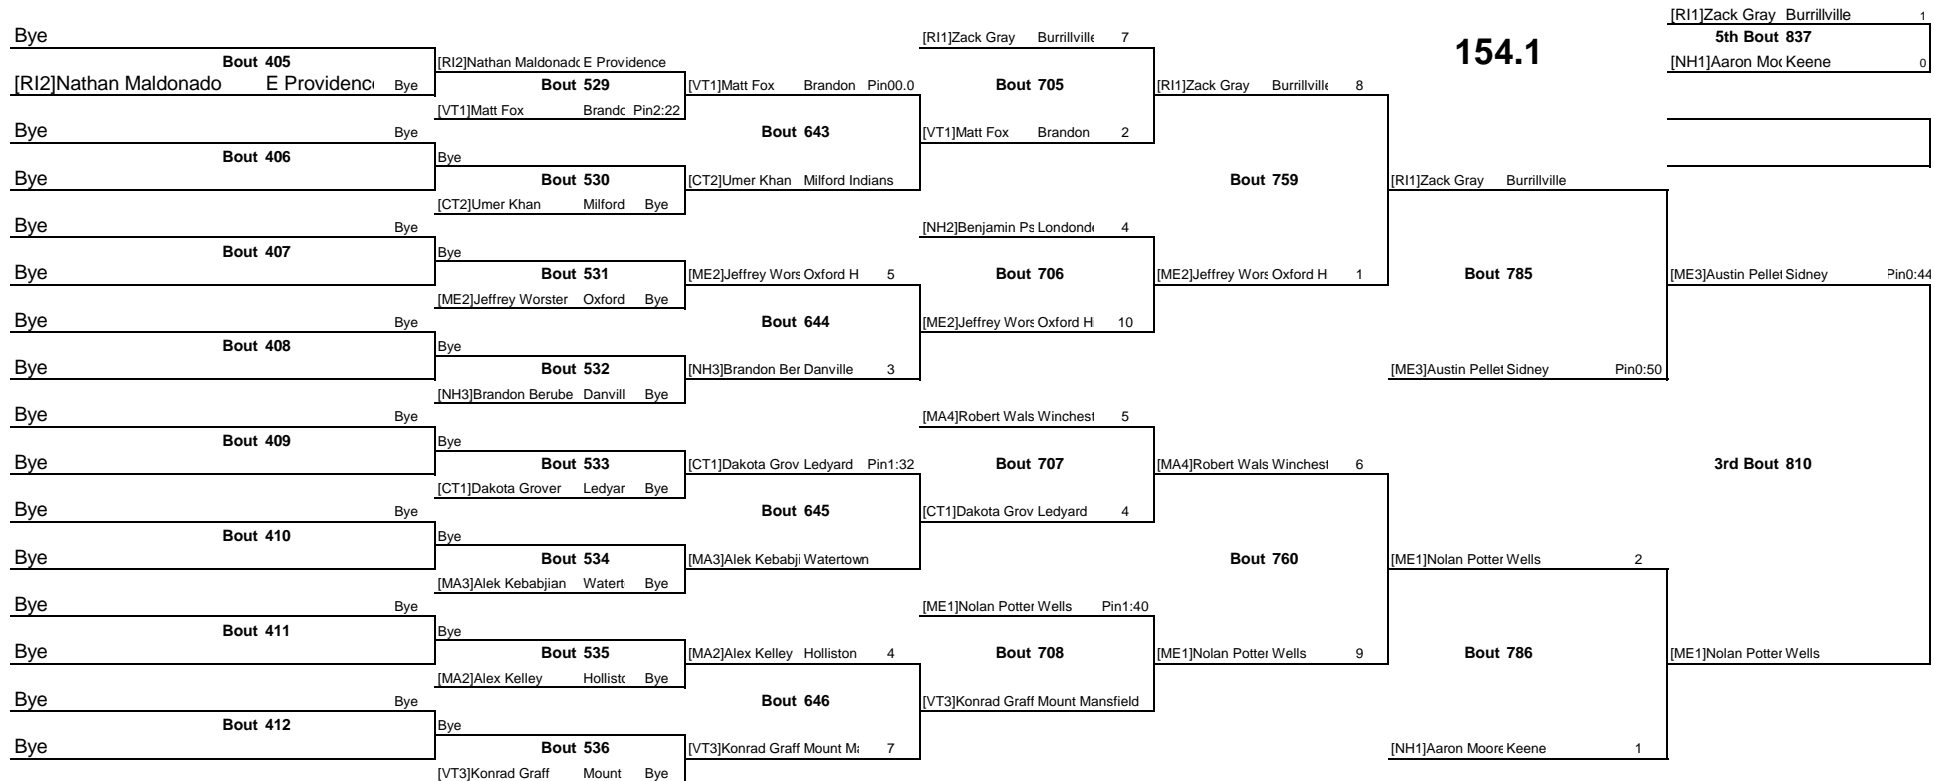 [RI1]Zack Gray Burrillville 1
Bye
[RI1]Zack Gray Burrillville 7
154.1
5th Bout 837
Bout 405
[RI2]Nathan Maldonado E Providence
[NH1]Aaron Moo Keene 0
[RI2]Nathan Maldonado E Providence Bye
Bout 529
[VT1]Matt Fox Brandon Pin00.0
Bout 705
[RI1]Zack Gray Burrillville 8
[VT1]Matt Fox Brandon Pin2:22
Bye Bye
Bout 643
[VT1]Matt Fox Brandon 2
Bout 406
Bye
Bye
Bout 530
[CT2]Umer Khan Milford Indians
Bout 759
[RI1]Zack Gray Burrillville
[CT2]Umer Khan Milford Bye
Bye Bye
[NH2]Benjamin Ps Londonde 4
Bout 407
Bye
Bye
Bout 531
[ME2]Jeffrey Wors Oxford H 5
Bout 706
[ME2]Jeffrey Wors Oxford H 1
Bout 785
[ME3]Austin Pellet Sidney Pin0:44
[ME2]Jeffrey Worster Oxford Bye
Bye Bye
Bout 644
[ME2]Jeffrey Wors Oxford Hi 10
Bout 408
Bye
Bye
Bout 532
[NH3]Brandon Ber Danville 3
[ME3]Austin Pellet Sidney Pin0:50
[NH3]Brandon Berube Danvill Bye
Bye Bye
[MA4]Robert Wals Winchest 5
Bout 409
Bye
Bye
Bout 533
[CT1]Dakota Grov Ledyard Pin1:32
Bout 707
[MA4]Robert Wals Winchest 6
3rd Bout 810
[CT1]Dakota Grover Ledyar Bye
Bye Bye
Bout 645
[CT1]Dakota Grov Ledyard 4
Bout 410
Bye
Bye
Bout 534
[MA3]Alek Kebabji Watertown
Bout 760
[ME1]Nolan Potter Wells 2
[MA3]Alek Kebabjian Watert Bye
Bye Bye
[ME1]Nolan Potter Wells Pin1:40
Bout 411
Bye
Bye
Bout 535
[MA2]Alex Kelley Holliston 4
Bout 708
[ME1]Nolan Potter Wells 9
Bout 786
[ME1]Nolan Potter Wells
[MA2]Alex Kelley Hollisto Bye
Bye Bye
Bout 646
[VT3]Konrad Graff Mount Mansfield
Bout 412
Bye
Bye
Bout 536
[VT3]Konrad Graff Mount Ma 7
[NH1]Aaron Moore Keene 1
[VT3]Konrad Graff Mount Bye